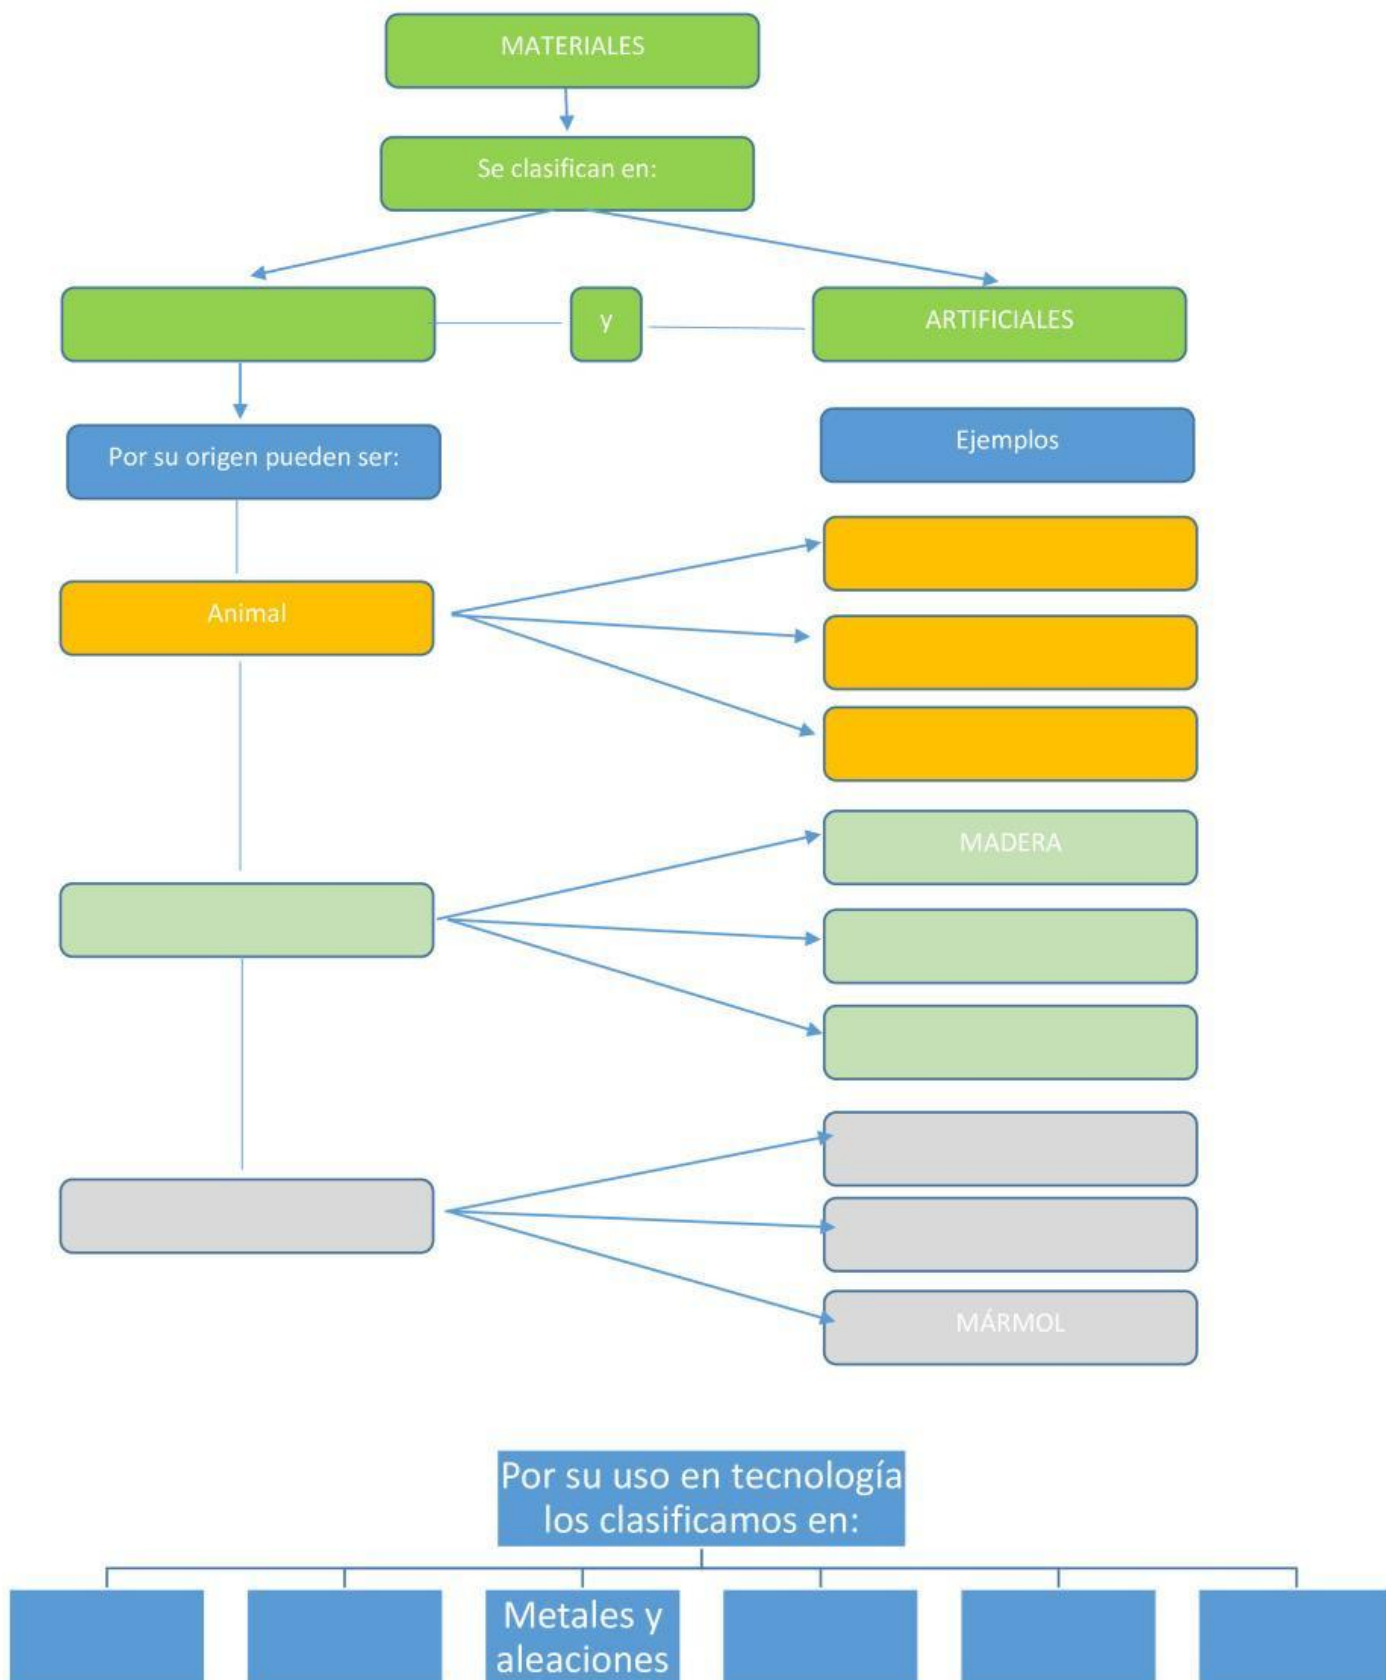 MATERIALES
Se clasifican en:
y
ARTIFICIALES
Por su origen pueden ser:
Ejemplos
Animal
MADERA
MÁRMOL
Por su uso en tecnología
los clasificamos en:
Metales y
aleaciones